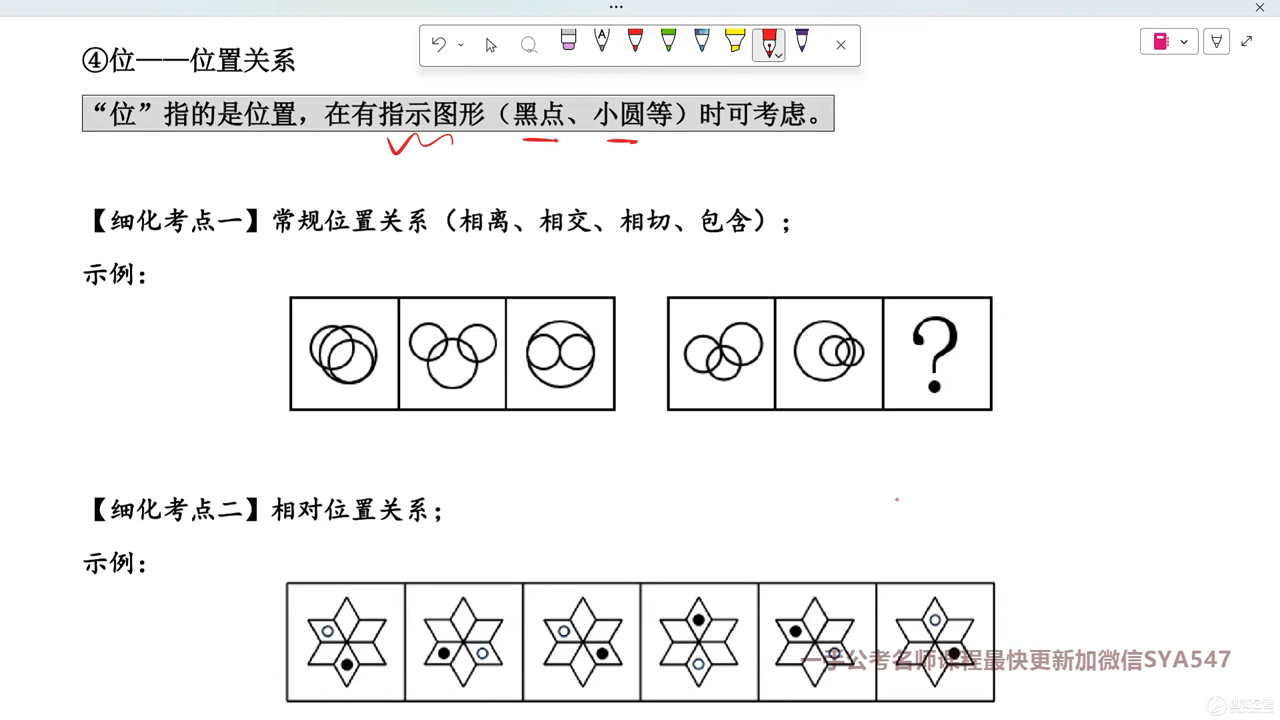 ④位——位置关系
“位”指的是位置，在有指示图形（黑点、小圆等）时可考虑。
【细化考点一】常规位置关系（相离、相交、相切、包含）；
示例：
?
【细化考点二】相对位置关系；
示例：
一手公考名师课程最快更新加微信SYA547